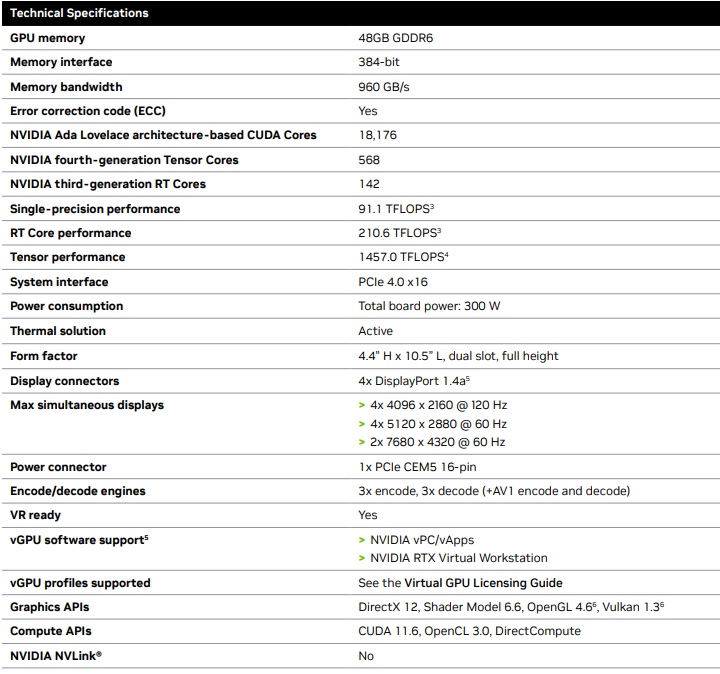 Technical Specifications
GPU memory 48GB GDDR6
Memory interface 384-bit
Memory bandwidth 960 GB/s
Error correction code (ECC) Yes
NVIDIA Ada Lovelace architecture-based CUDA Cores 18,176
NVIDIA fourth-generation Tensor Cores 568
NVIDIA third-generation RT Cores 142
Single-precision performance 91.1 TFLOPS³
RT Core performance 210.6 TFLOPS³
Tensor performance 1457.0 TFLOPS⁴
System interface PCIe 4.0 x16
Power consumption Total board power: 300 W
Thermal solution Active
Form factor 4.4” H x 10.5” L, dual slot, full height
Display connectors 4x DisplayPort 1.4a⁵
Max simultaneous displays > 4x 4096 x 2160 @ 120 Hz
> 4x 5120 x 2880 @ 60 Hz
> 2x 7680 x 4320 @ 60 Hz
Power connector 1x PCIe CEM5 16-pin
Encode/decode engines 3x encode, 3x decode (+AV1 encode and decode)
VR ready Yes
vGPU software support⁵ > NVIDIA vPC/vApps
> NVIDIA RTX Virtual Workstation
vGPU profiles supported See the Virtual GPU Licensing Guide
Graphics APIs DirectX 12, Shader Model 6.6, OpenGL 4.6⁶, Vulkan 1.3⁶
Compute APIs CUDA 11.6, OpenCL 3.0, DirectCompute
NVIDIA NVLink® No